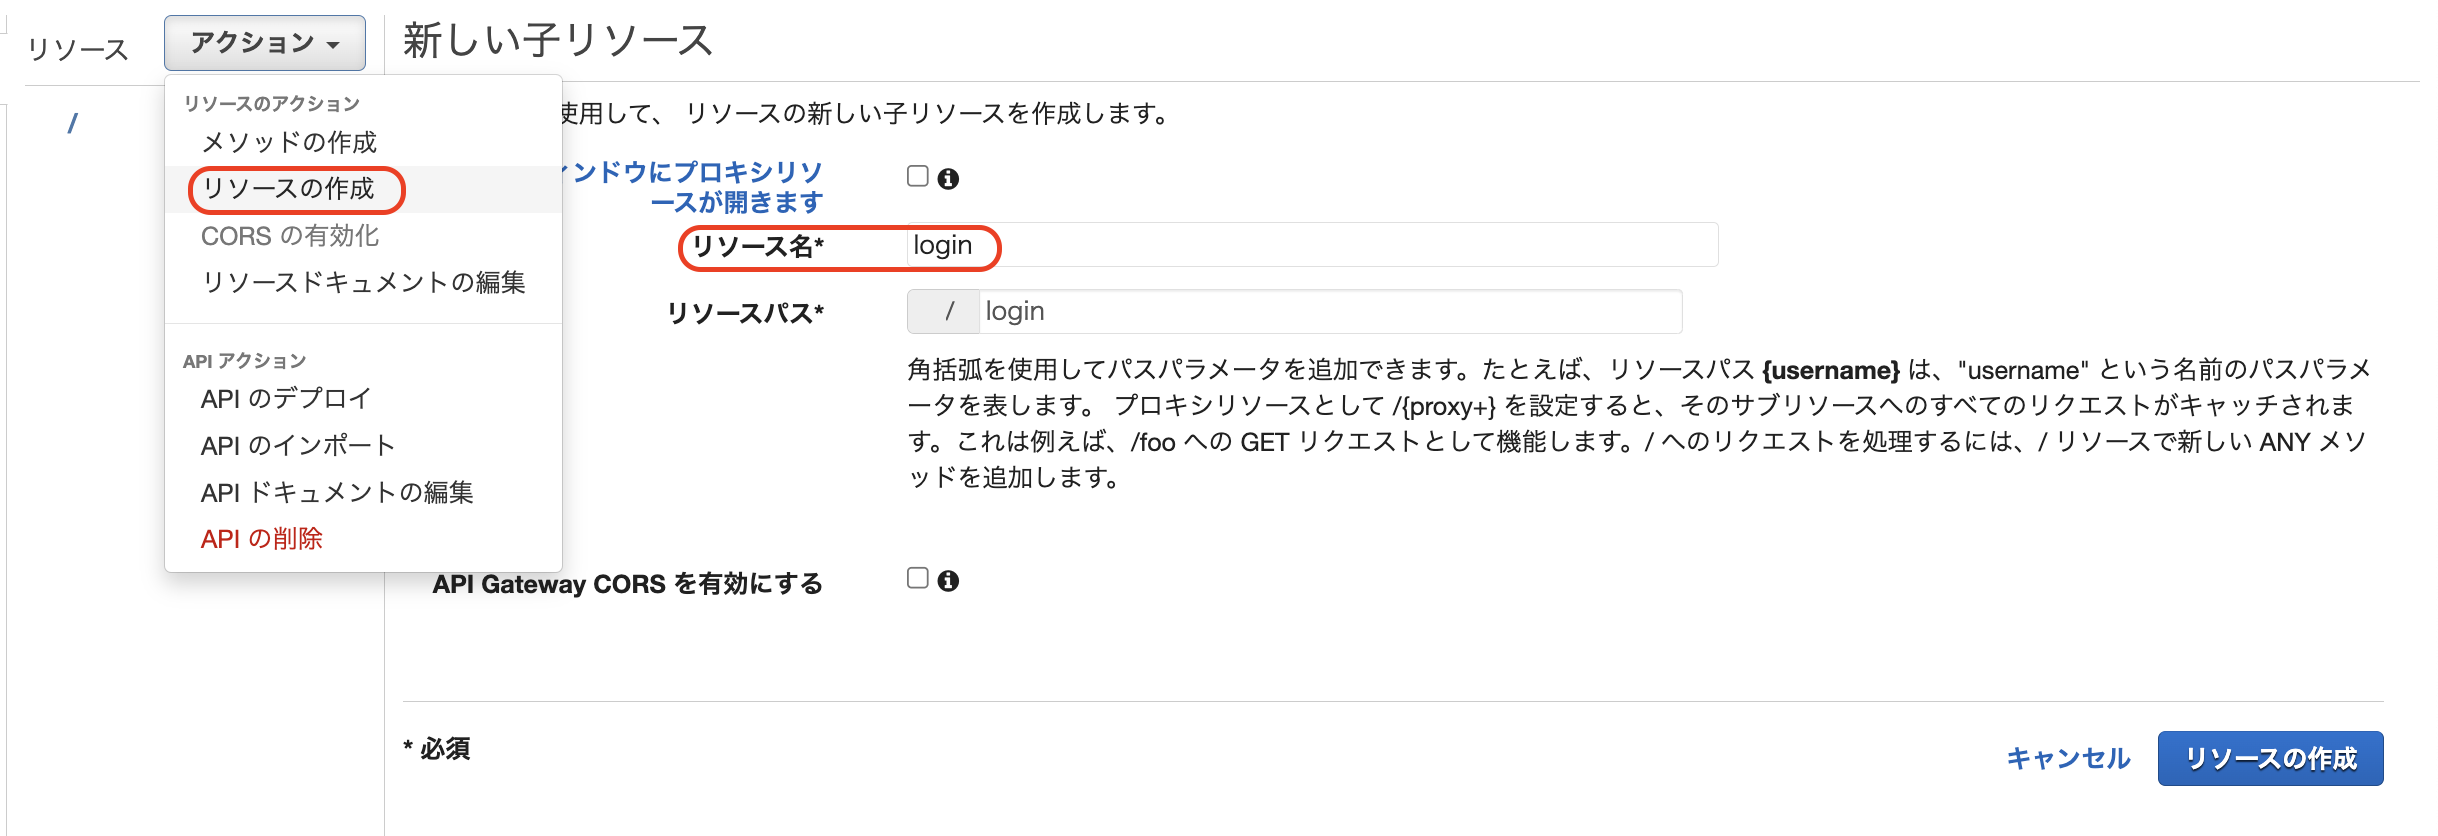 リソース
アクション
新しい子リソース
/
リソースのアクション
メソッドの作成
リソースの作成
CORS の有効化
リソースドキュメントの編集
API アクション
API のデプロイ
API のインポート
API ドキュメントの編集
API の削除
使用して、 リソースの新しい子リソースを作成します。
ィンドウにプロキシリソ
ースが開きます
リソース名* login
リソースパス* / login
角括弧を使用してパスパラメータを追加できます。たとえば、リソースパス {username} は、"username" という名前のパスパラメ
ータを表します。 プロキシリソースとして /{proxy+} を設定すると、そのサブリソースへのすべてのリクエストがキャッチされま
す。これは例えば、/foo への GET リクエストとして機能します。/ へのリクエストを処理するには、/ リソースで新しい ANY メソ
ッドを追加します。
API Gateway CORS を有効にする
* 必須
キャンセル
リソースの作成